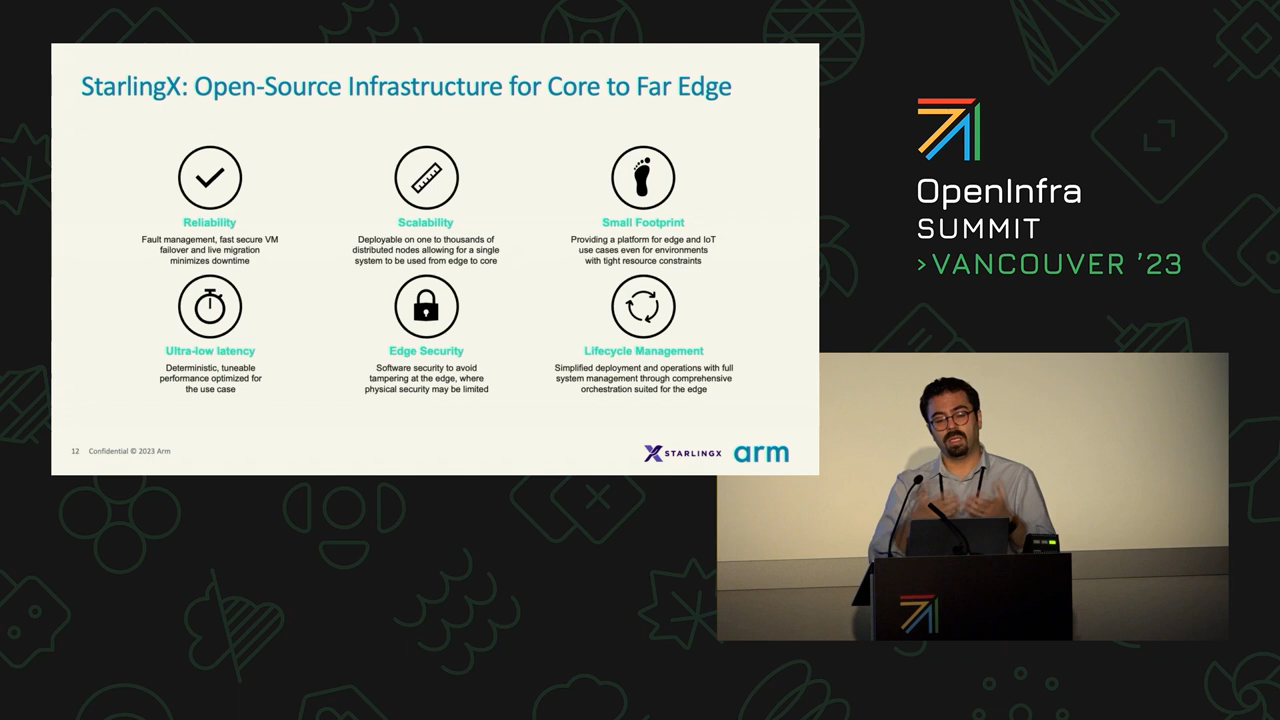 StarlingX: Open-Source Infrastructure for Core to Far Edge
Reliability
Fault management, fast secure VM
failover and live migration
minimizes downtime
Scalability
Deployable on one to thousands of
distributed nodes allowing for a single
system to be used from edge to core
Small Footprint
Providing a platform for edge and IoT
use cases even for environments
with tight resource constraints
Ultra-low latency
Deterministic, tuneable
performance optimized for
the use case
Edge Security
Software security to avoid
tampering at the edge, where
physical security may be limited
Lifecycle Management
Simplified deployment and operations with full
system management through comprehensive
orchestration suited for the edge
12 Confidential © 2023 Arm
STARLINGX arm
OpenInfra
SUMMIT
>VANCOUVER ’23